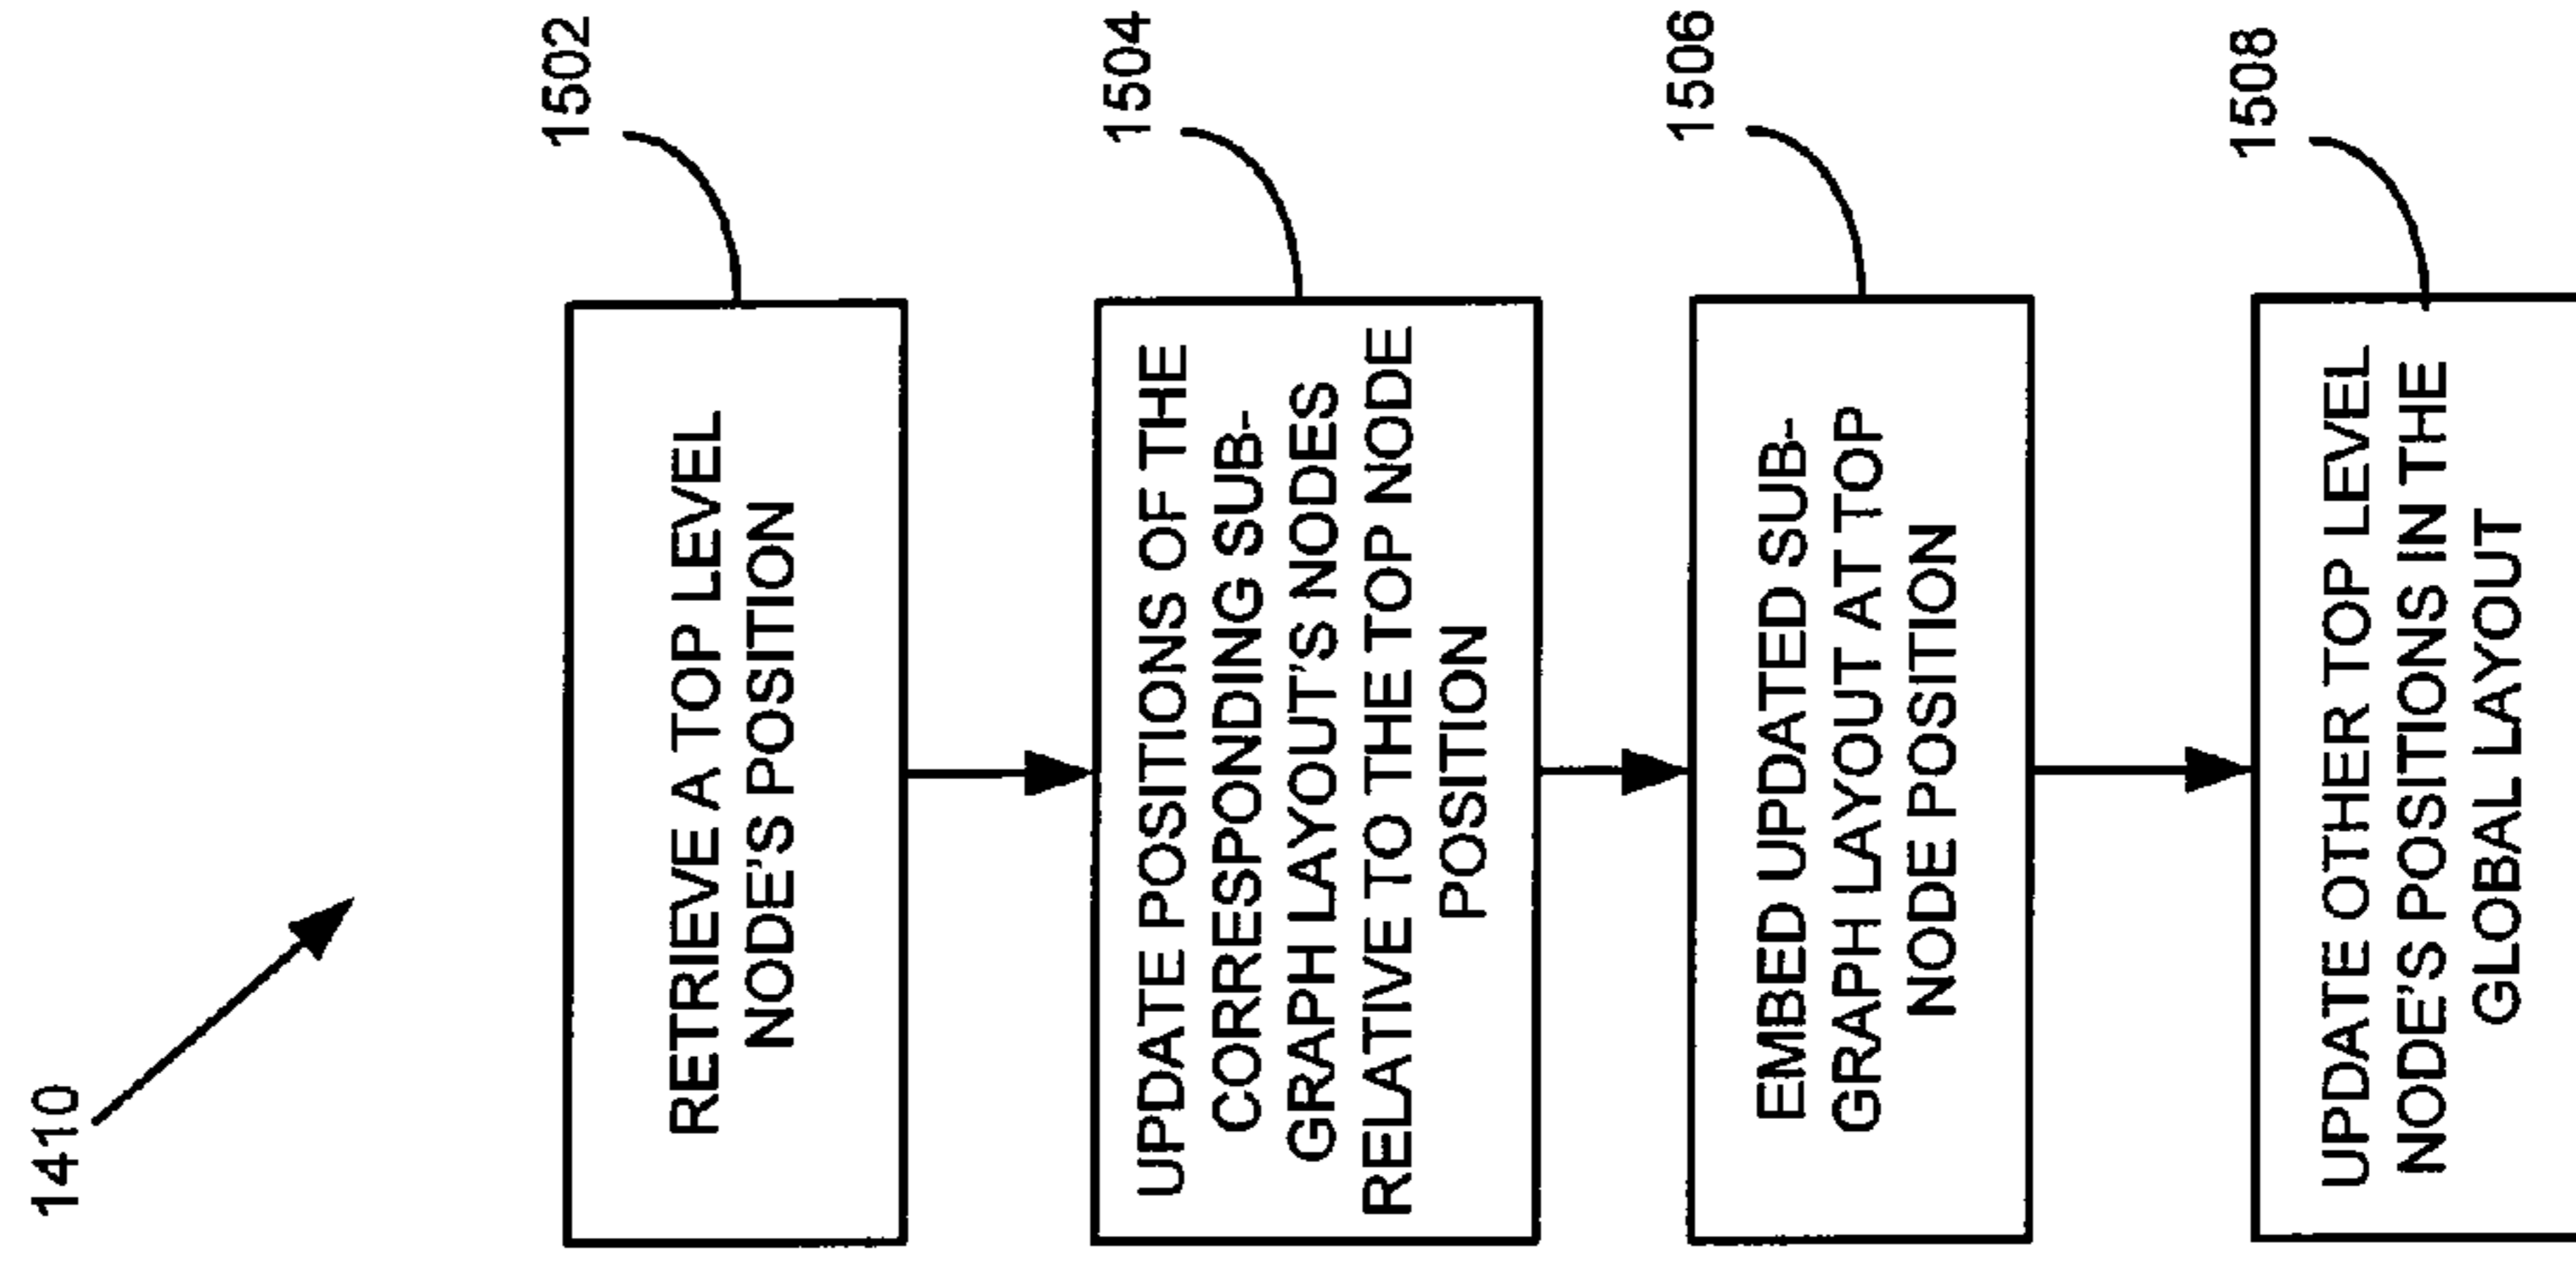 1410
1502
RETRIEVE A TOP LEVEL
NODE'S POSITION
1504
UPDATE POSITIONS OF THE
CORRESPONDING SUB-
GRAPH LAYOUT'S NODES
RELATIVE TO THE TOP NODE
POSITION
1506
EMBED UPDATED SUB-
GRAPH LAYOUT AT TOP
NODE POSITION
1508
UPDATE OTHER TOP LEVEL
NODE'S POSITIONS IN THE
GLOBAL LAYOUT